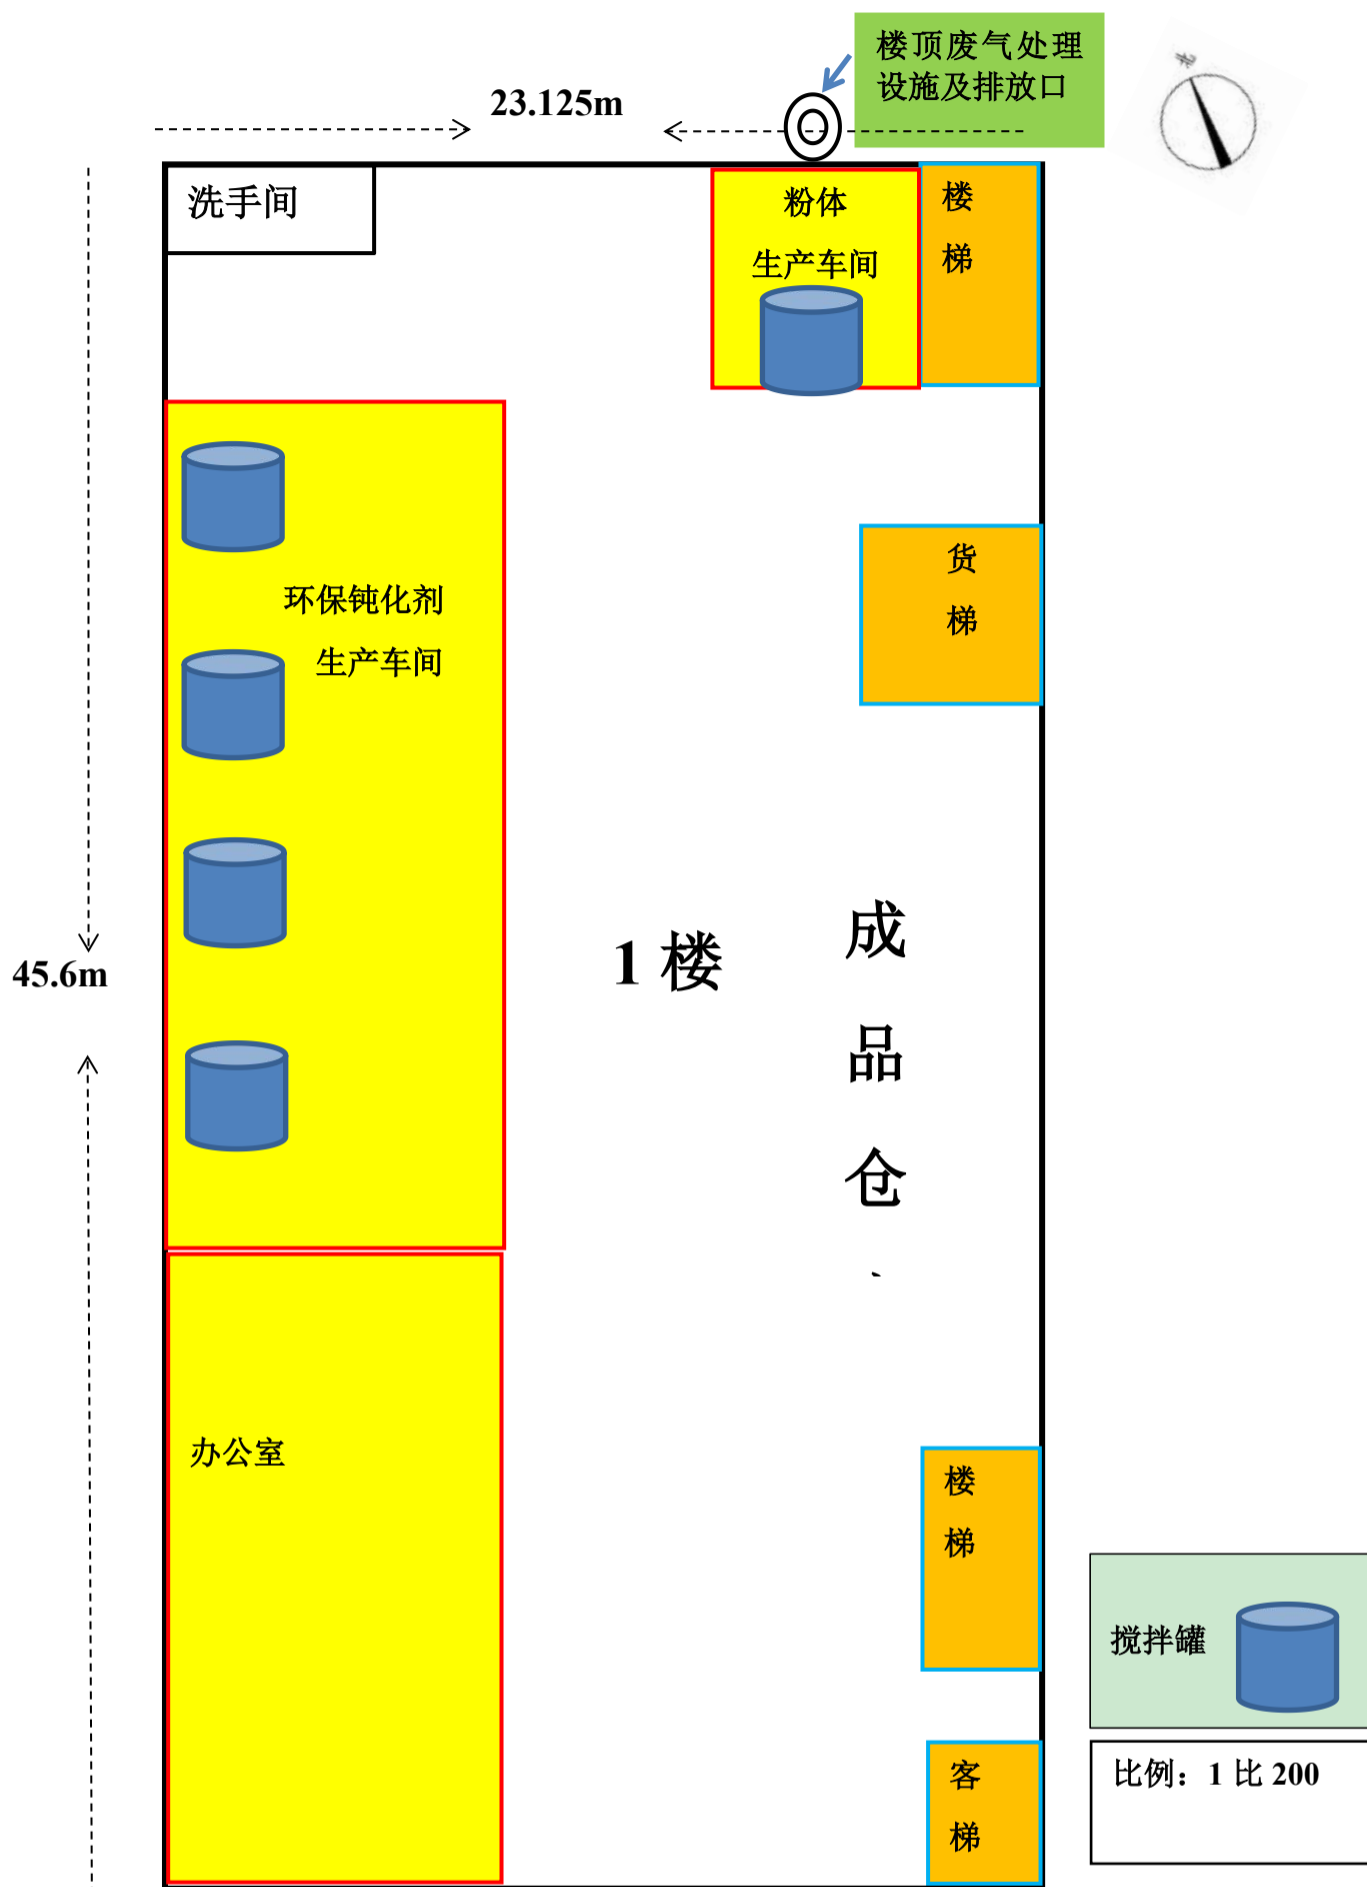 楼顶废气处理
设施及排放口
北
23.125m
洗手间
粉体
生产车间
楼
梯
环保钝化剂
生产车间
货
梯
45.6m
1 楼
成
品
仓
办公室
楼
梯
搅拌罐
客
梯
比例：1 比 200